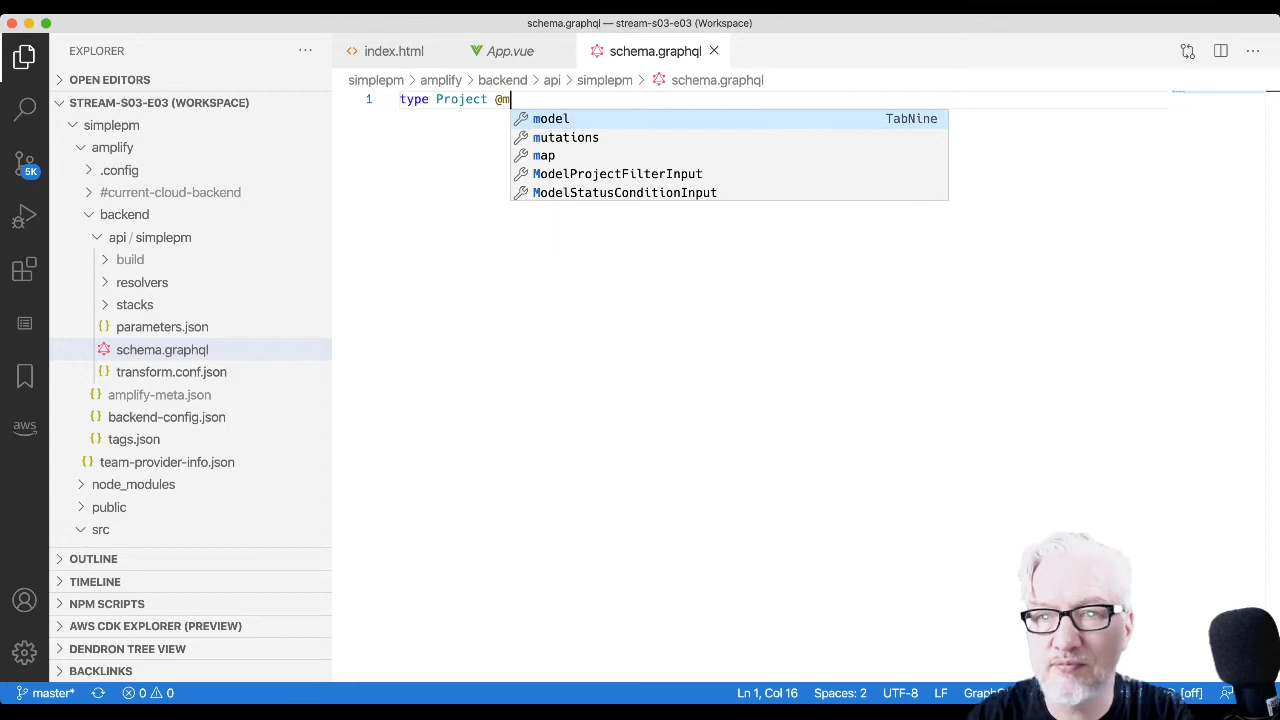 schema.graphql — stream-s03-e03 (Workspace)
EXPLORER
index.html
App.vue
schema.graphql
OPEN EDITORS
simplepm > amplify > backend > api > simplepm > schema.graphql
STREAM-S03-E03 (WORKSPACE)
1 type Project @m
simplepm
model TabNine
mutations
map
ModelProjectFilterInput
ModelStatusConditionInput
amplify
.config
5K
#current-cloud-backend
backend
api / simplepm
build
resolvers
stacks
parameters.json
schema.graphql
transform.conf.json
amplify-meta.json
backend-config.json
aws
tags.json
team-provider-info.json
node_modules
public
src
OUTLINE
TIMELINE
NPM SCRIPTS
AWS CDK EXPLORER (PREVIEW)
DENDRON TREE VIEW
BACKLINKS
master* 0 0 Ln 1, Col 16 Spaces: 2 UTF-8 LF [off]